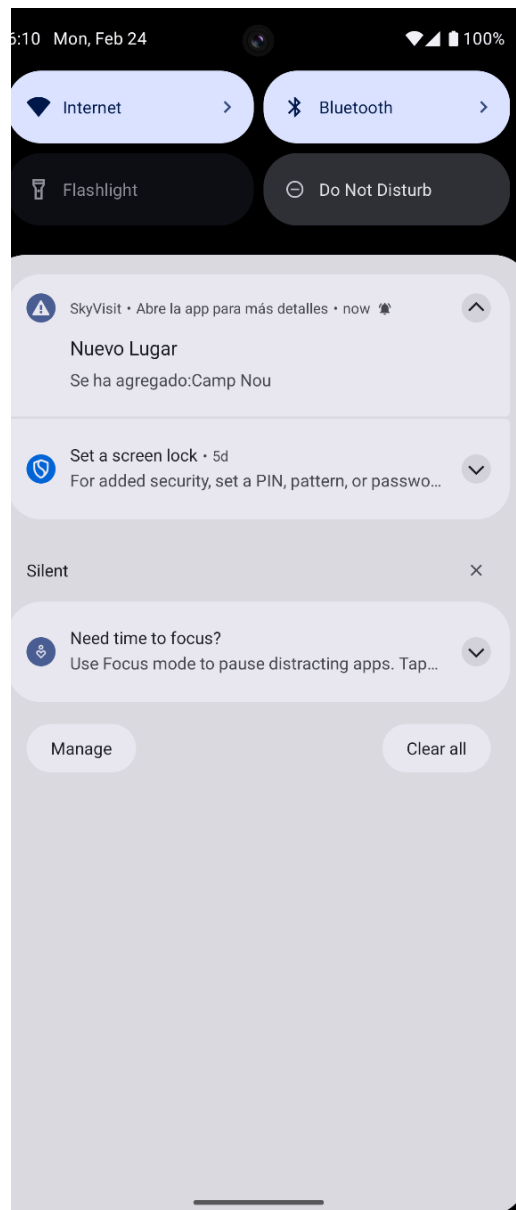 :10 Mon, Feb 24 100%
Internet Bluetooth
Flashlight Do Not Disturb
SkyVisit • Abre la app para más detalles • now
Nuevo Lugar
Se ha agregado:Camp Nou
Set a screen lock • 5d
For added security, set a PIN, pattern, or passwo...
Silent
Need time to focus?
Use Focus mode to pause distracting apps. Tap...
Manage Clear all